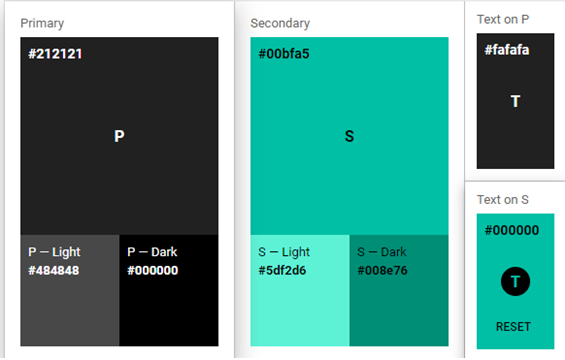 Primary
#212121
P
P — Light
#484848
P — Dark
#000000
Secondary
#00bfa5
S
S — Light
#5df2d6
S — Dark
#008e76
Text on P
#fafafa
T
Text on S
#000000
T
RESET